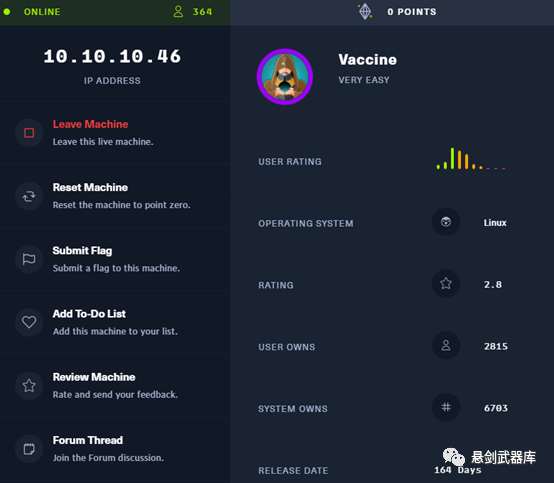 ONLINE
364
10.10.10.46
IP ADDRESS
Leave Machine
Leave this live machine.
Reset Machine
Reset the machine to point zero.
Submit Flag
Submit a flag to this machine.
Add To-Do List
Add this machine to your list.
Review Machine
Rate and send your feedback.
Forum Thread
Join the Forum discussion.
0 POINTS
Vaccine
VERY EASY
USER RATING
OPERATING SYSTEM
Linux
RATING
2.8
USER OWNS
2815
SYSTEM OWNS
6703
RELEASE DATE
164 Days
悬剑武器库